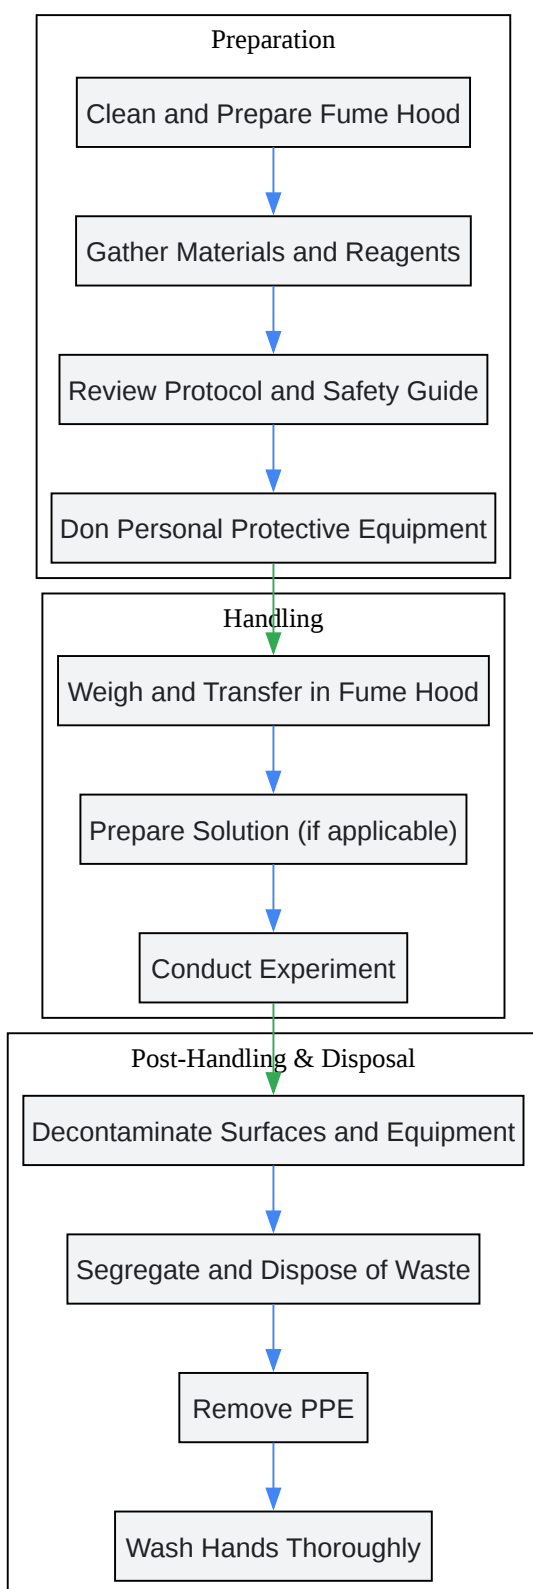 Preparation
Clean and Prepare Fume Hood
Gather Materials and Reagents
Review Protocol and Safety Guide
Don Personal Protective Equipment
Handling
Weigh and Transfer in Fume Hood
Prepare Solution (if applicable)
Conduct Experiment
Post-Handling & Disposal
Decontaminate Surfaces and Equipment
Segregate and Dispose of Waste
Remove PPE
Wash Hands Thoroughly